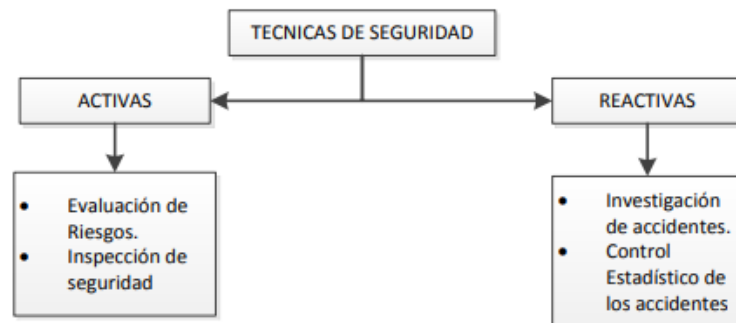 TECNICAS DE SEGURIDAD
ACTIVAS
REACTIVAS
• Evaluación de
Riesgos.
• Inspección de
seguridad
• Investigación
de accidentes.
• Control
Estadístico de
los accidentes